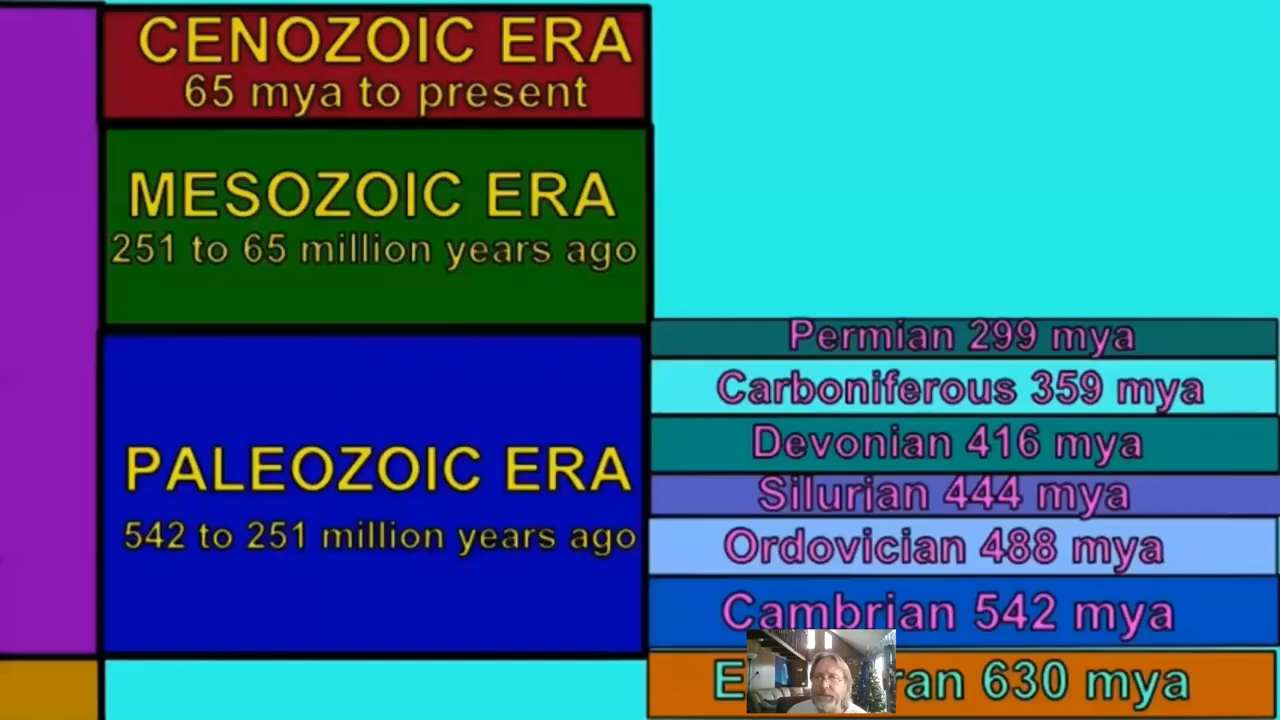 CENOZOIC ERA
65 mya to present
MESOZOIC ERA
251 to 65 million years ago
PALEOZOIC ERA
542 to 251 million years ago
Permian 299 mya
Carboniferous 359 mya
Devonian 416 mya
Silurian 444 mya
Ordovician 488 mya
Cambrian 542 mya
630 mya